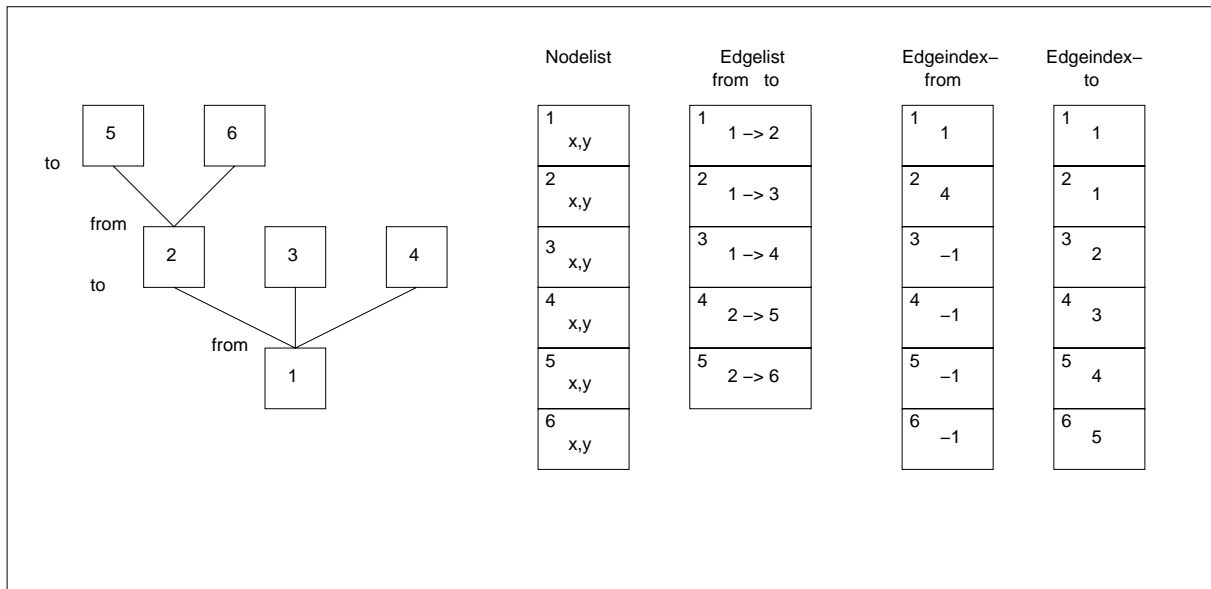 Nodelist Edgelist Edgeindex– Edgeindex–
from to from to
5 6
to
from
2 3 4
to
from
1
1 x,y
2 x,y
3 x,y
4 x,y
5 x,y
6 x,y
1 1 –> 2
2 1 –> 3
3 1 –> 4
4 2 –> 5
5 2 –> 6
1 1
2 4
3 –1
4 –1
5 –1
6 –1
1 1
2 1
3 2
4 3
5 4
6 5